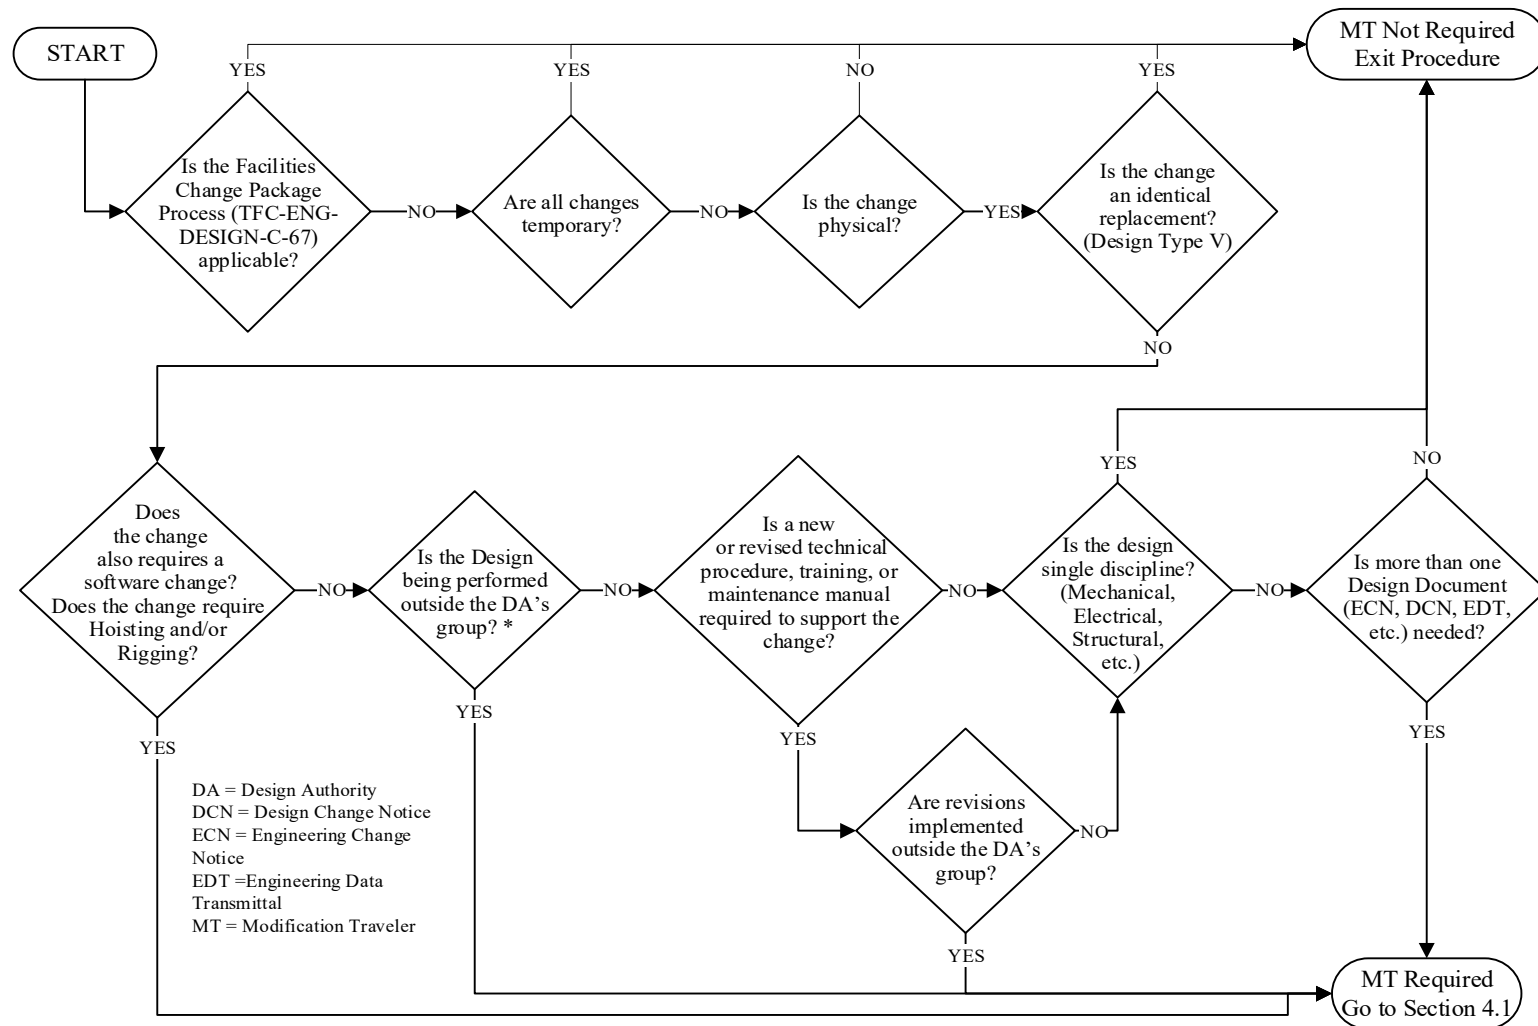 START
MT Not Required
Exit Procedure
YES
YES
NO
YES
Is the Facilities
Change Package
Process (TFC-ENG-
DESIGN-C-67)
applicable?
NO
Are all changes
temporary?
NO
Is the change
physical?
YES
Is the change
an identical
replacement?
(Design Type V)
NO
Does
the change
also requires a
software change?
Does the change require
Hoisting and/or
Rigging?
NO
YES
Is the Design
being performed
outside the DA’s
group? *
NO
YES
Is a new
or revised technical
procedure, training, or
maintenance manual
required to support the
change?
NO
YES
YES
Is the design
single discipline?
(Mechanical,
Electrical,
Structural,
etc.)
NO
NO
Is more than one
Design Document
(ECN, DCN, EDT,
etc.) needed?
YES
Are revisions
implemented
outside the DA’s
group?
NO
YES
DA = Design Authority
DCN = Design Change Notice
ECN = Engineering Change
Notice
EDT =Engineering Data
Transmittal
MT = Modification Traveler
MT Required
Go to Section 4.1